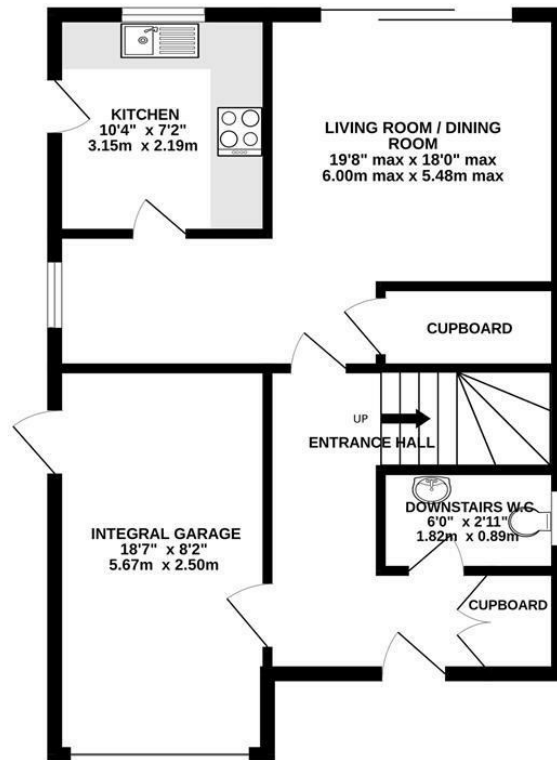 KITCHEN
10'4" x 7'2"
3.15m x 2.19m
LIVING ROOM / DINING
ROOM
19'8" max x 18'0" max
6.00m max x 5.48m max
CUPBOARD
UP
ENTRANCE HALL
DOWNSTAIRS W.C.
6'0" x 2'11"
1.82m x 0.89m
INTEGRAL GARAGE
18'7" x 8'2"
5.67m x 2.50m
CUPBOARD